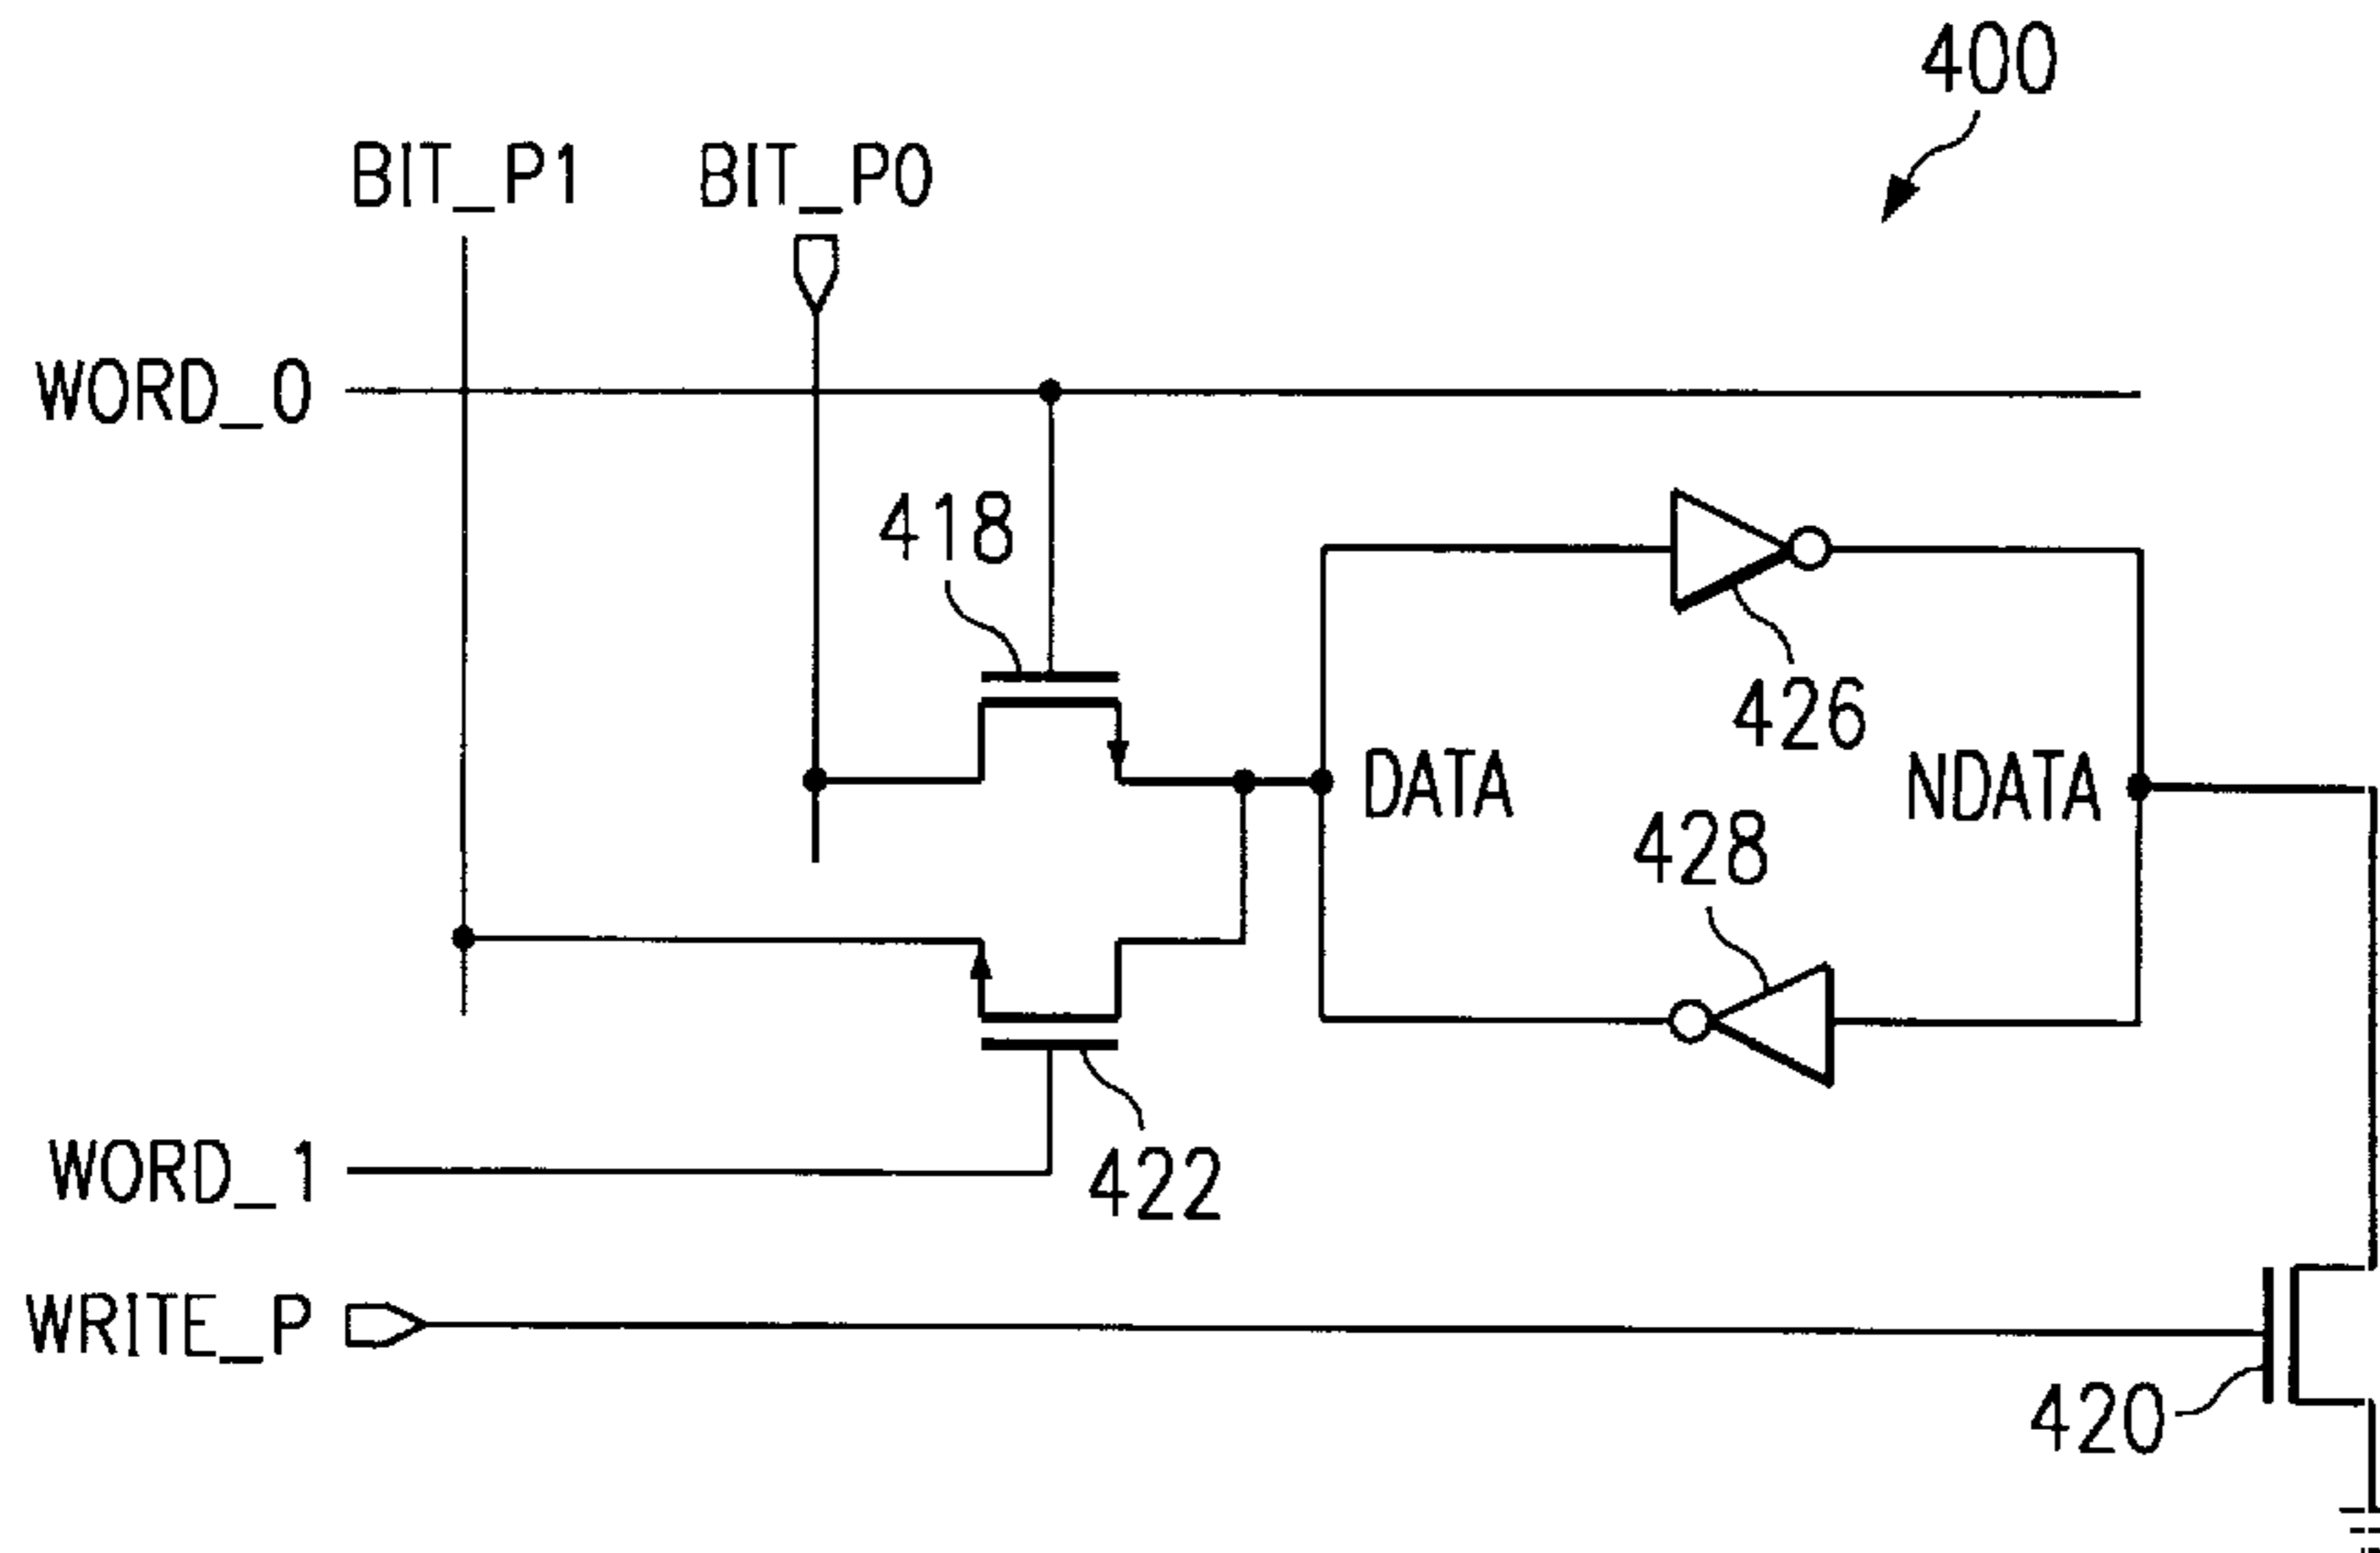 400
BIT_P1 BIT_P0
WORD_0
418
426
DATA NDATA
428
WORD_1
422
WRITE_P
420